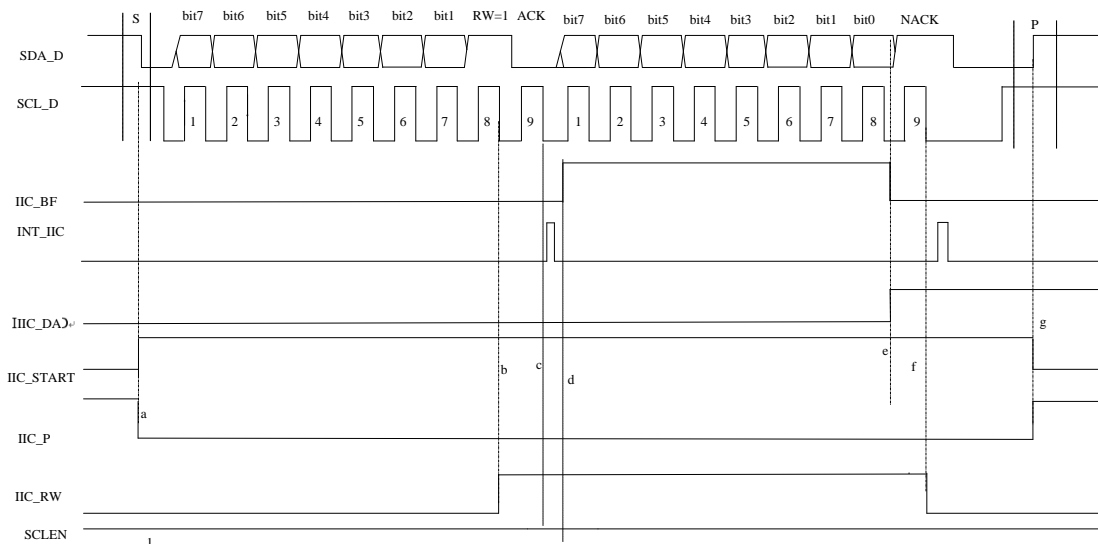 S bit7 bit6 bit5 bit4 bit3 bit2 bit1 RW=1 ACK bit7 bit6 bit5 bit4 bit3 bit2 bit1 bit0 NACK P
SDA_D
SCL_D
1 2 3 4 5 6 7 8 9 1 2 3 4 5 6 7 8 9
IIC_BF
INT_IIC
IIC_DA
g
b c d e f
IIC_START
a
IIC_P
IIC_RW
SCLEN